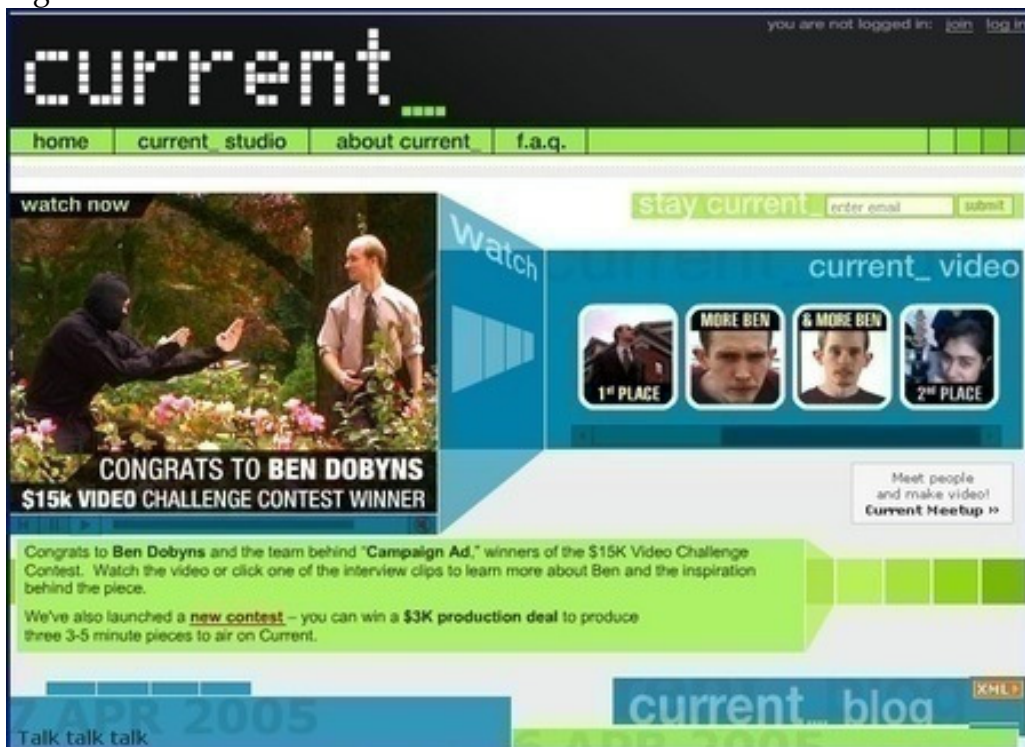 you are not logged in: join log in
current_
home current_ studio about current_ f.a.q.
watch now
stay current_ enter email submit
Watch
current_ video
1st PLACE
MORE BEN
& MORE BEN
2nd PLACE
CONGRATS TO BEN DOBYNS
$15k VIDEO CHALLENGE CONTEST WINNER
Meet people
and make video!
Current Meetup »
Congrats to Ben Dobyns and the team behind "Campaign Ad," winners of the $15K Video Challenge
Contest. Watch the video or click one of the interview clips to learn more about Ben and the inspiration
behind the piece.
We've also launched a new contest – you can win a $3K production deal to produce
three 3-5 minute pieces to air on Current.
7 APR 2005
Talk talk talk
XML
current_ blog
6 APR 2005